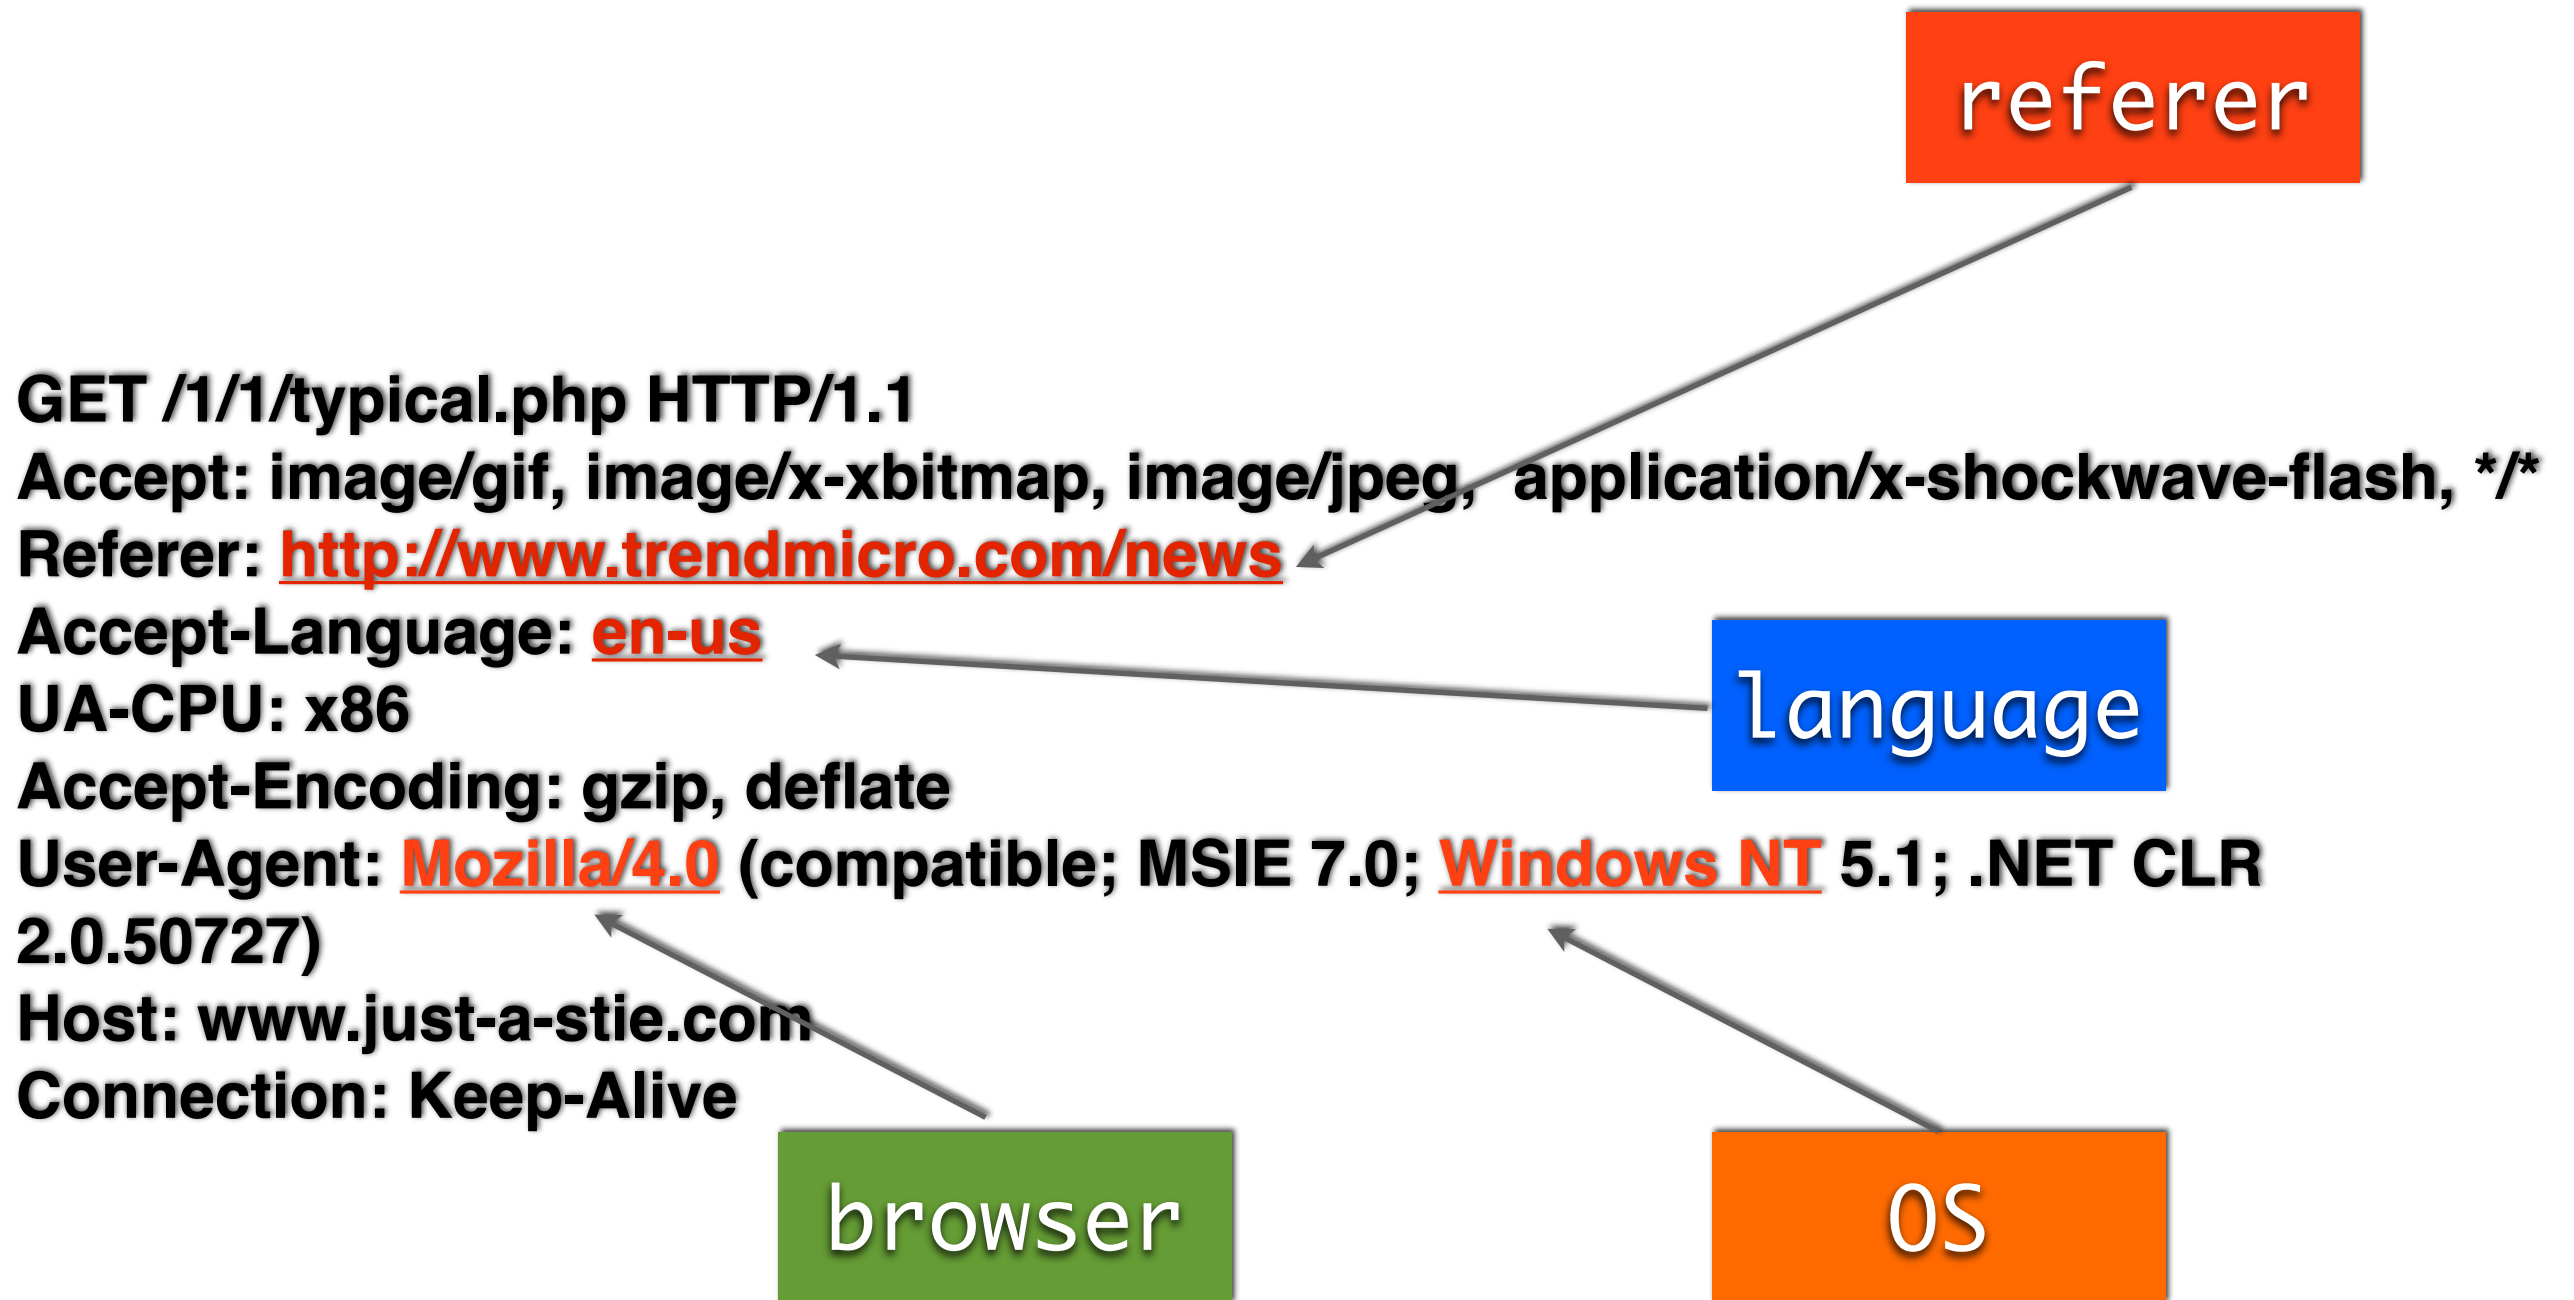 referer
GET /1/1/typical.php HTTP/1.1
Accept: image/gif, image/x-xbitmap, image/jpeg,  application/x-shockwave-flash, */*
Referer: http://www.trendmicro.com/news
Accept-Language: en-us
language
UA-CPU: x86
Accept-Encoding: gzip, deflate
User-Agent: Mozilla/4.0 (compatible; MSIE 7.0; Windows NT 5.1; .NET CLR
2.0.50727)
Host: www.just-a-stie.com
Connection: Keep-Alive
browser
OS